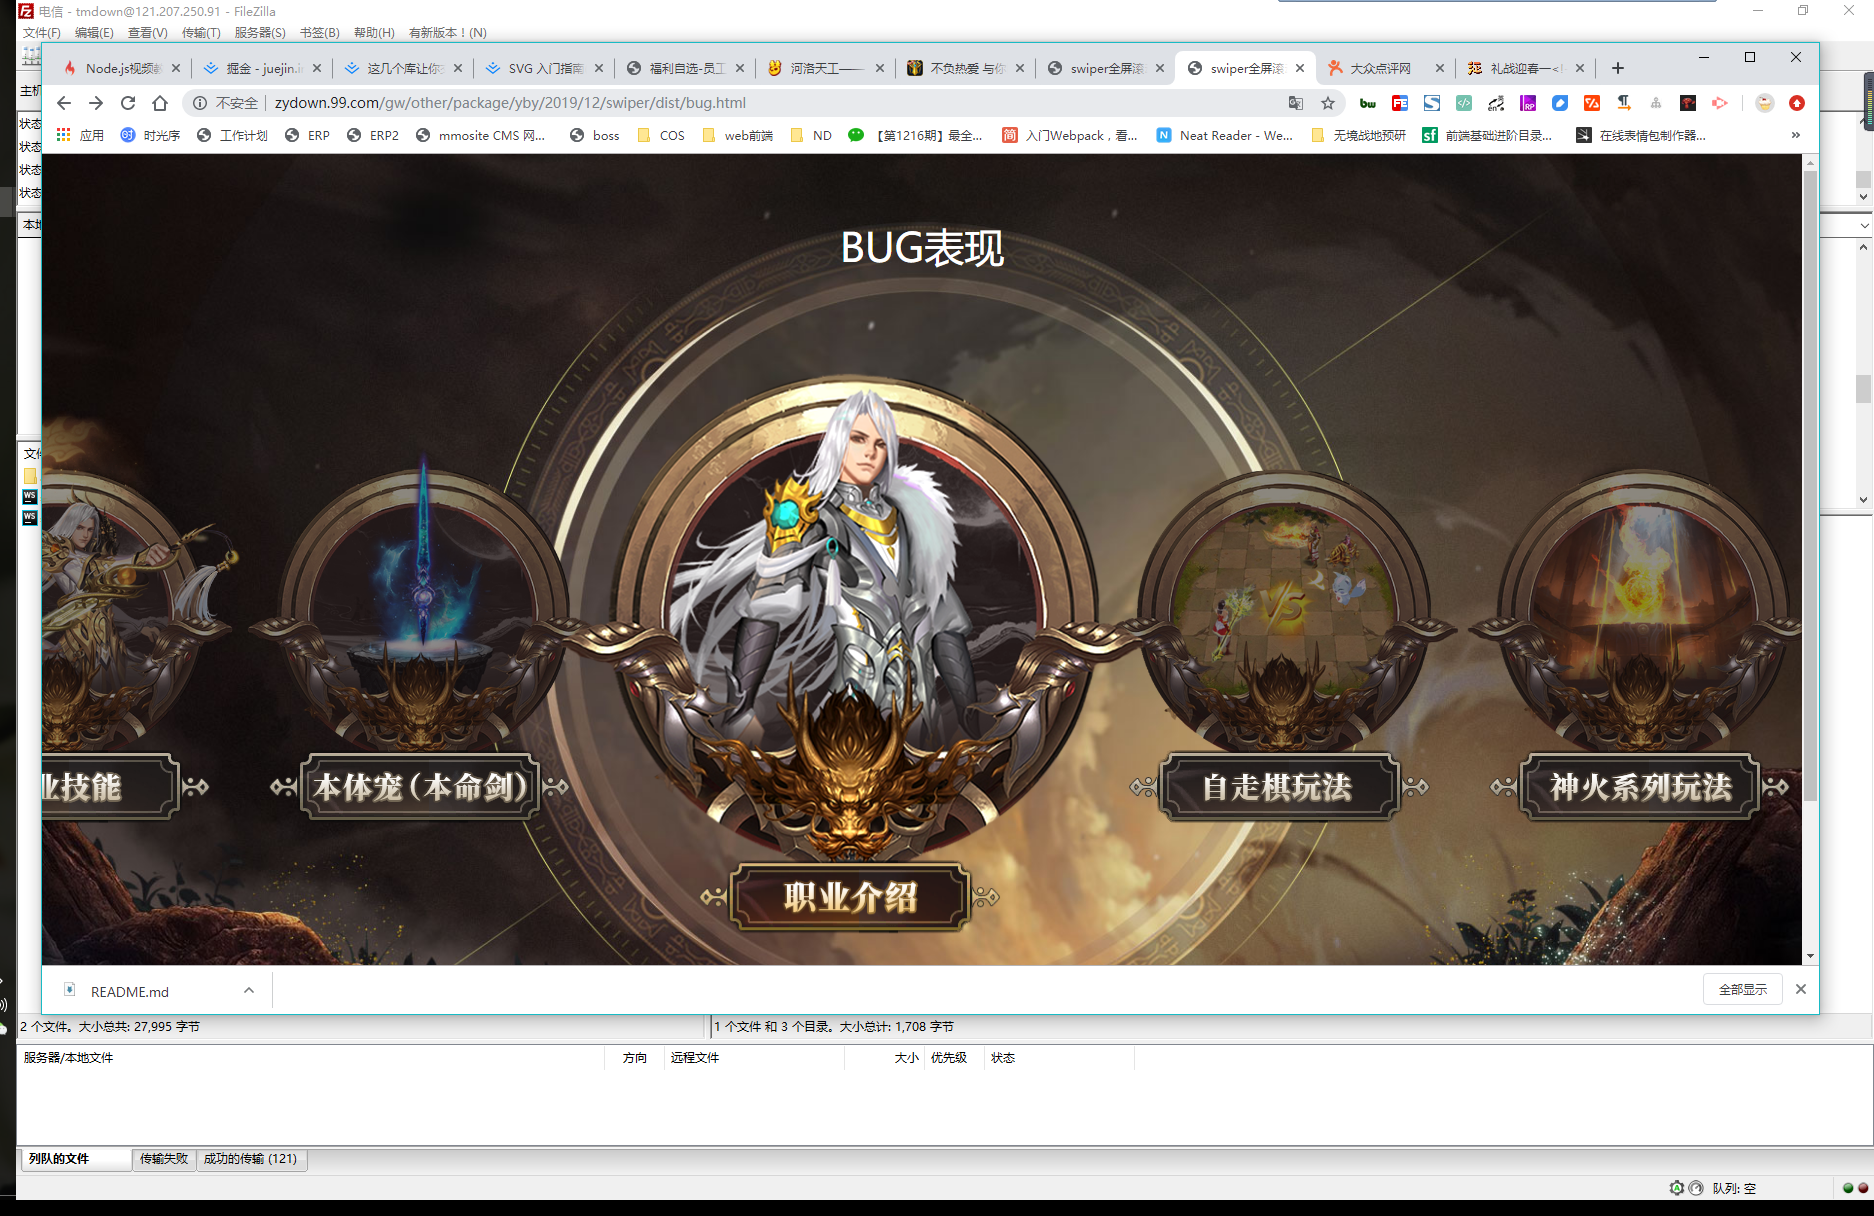 电信 - tmdown@121.207.250.91 - FileZilla
文件(F) 编辑(E) 查看(V) 传输(T) 服务器(S) 书签(B) 帮助(H) 有新版本！(N)
Node.js视频教 掘金 - juejin.i 这几个库让你 SVG 入门指南 福利自选-员工 河洛天工—— 不负热爱 与你 swiper全屏滚 swiper全屏滚 大众点评网 礼战迎春一<
主机
不安全 zydown.99.com/gw/other/package/yby/2019/12/swiper/dist/bug.html
状态
应用 时光序 工作计划 ERP ERP2 mmosite CMS 网... boss COS web前端 ND 【第1216期】最全... 入门Webpack，看... Neat Reader - We... 无境战地预研 前端基础进阶目录... 在线表情包制作器... »
状态
状态
状态
本地
BUG表现
VS
业技能
本体宠（本命剑）
自走棋玩法
神火系列玩法
职业介绍
README.md
全部显示
2 个文件。大小总共: 27,995 字节
1 个文件 和 3 个目录。大小总计: 1,708 字节
服务器/本地文件 方向 远程文件 大小 优先级 状态
列队的文件 传输失败 成功的传输 (121)
队列: 空